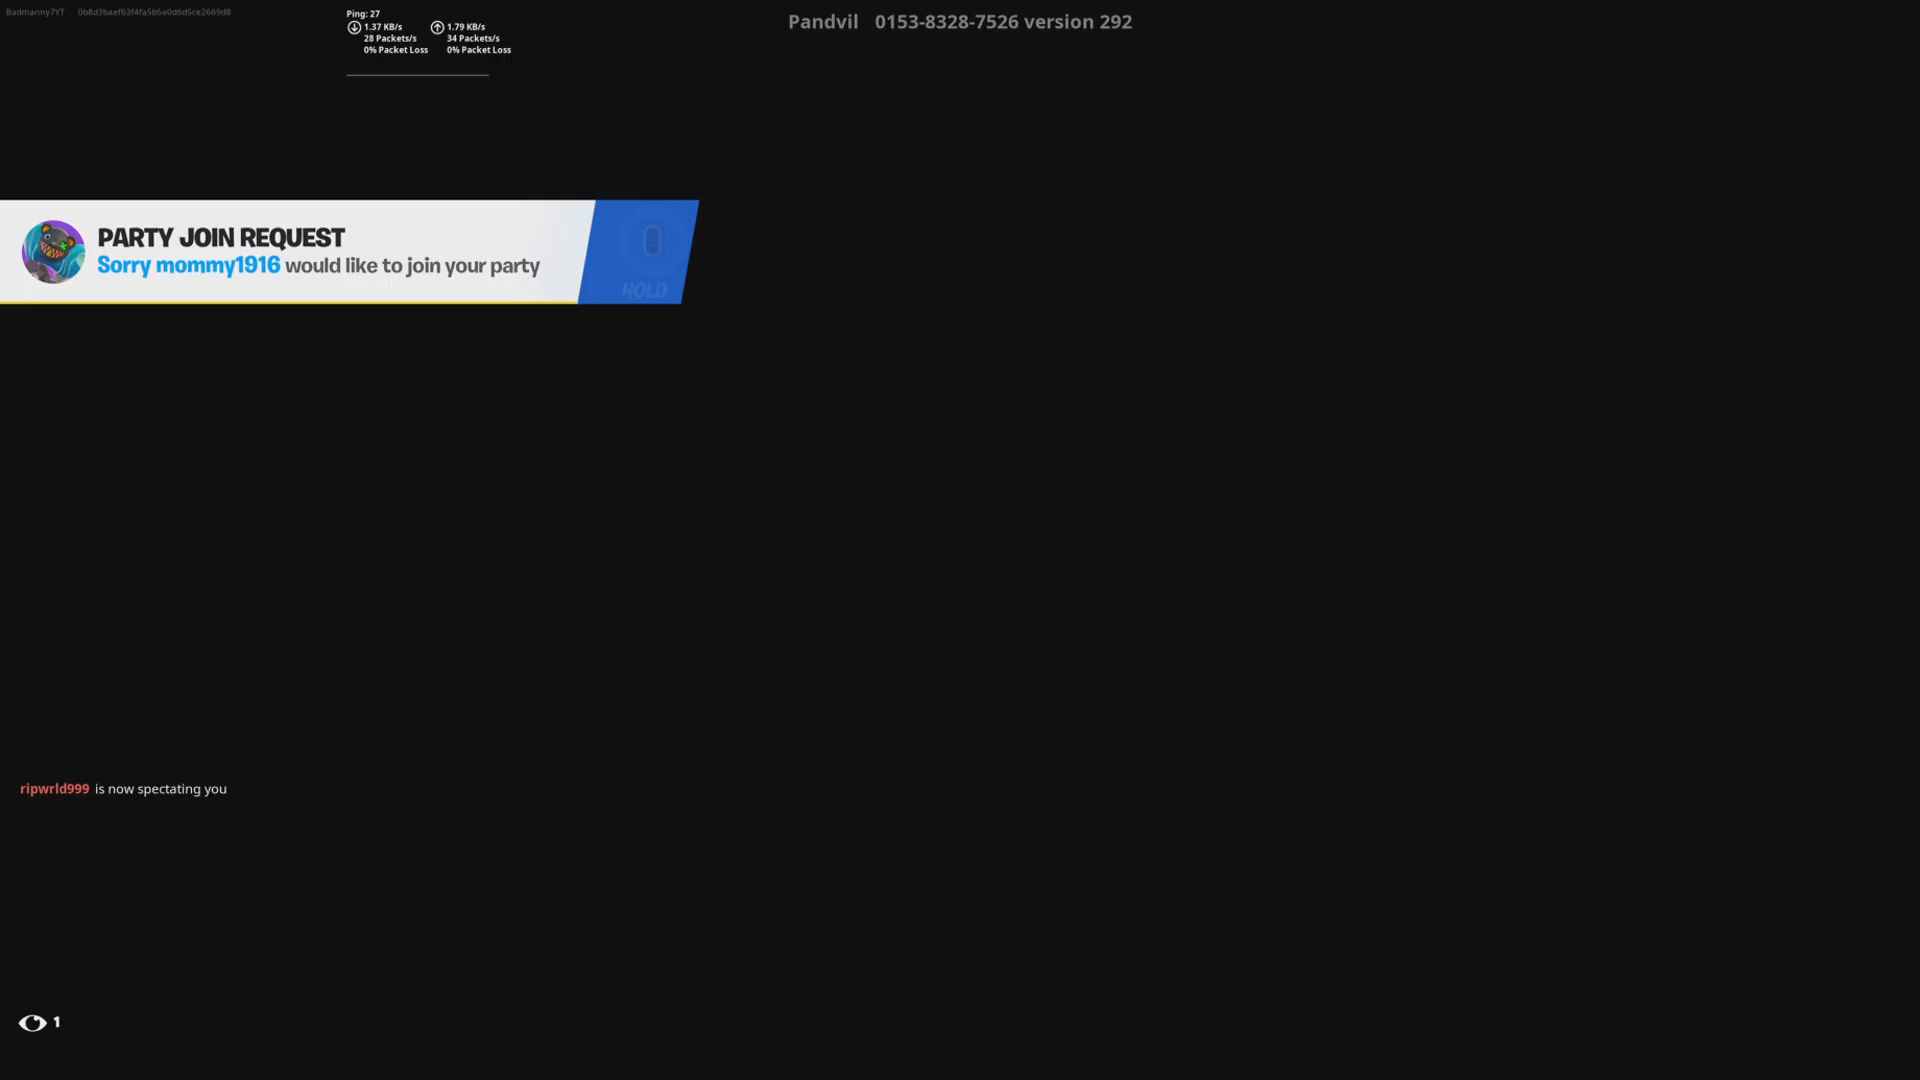 Badmanny7YT 0b8d3baef63f4fa5b5e0d6d5ce2669d8
Ping: 27
1.37 KB/s 1.79 KB/s
28 Packets/s 34 Packets/s
0% Packet Loss 0% Packet Loss
Pandvil 0153-8328-7526 version 292
PARTY JOIN REQUEST
Sorry mommy1916 would like to join your party
HOLD
ripwrld999 is now spectating you
1